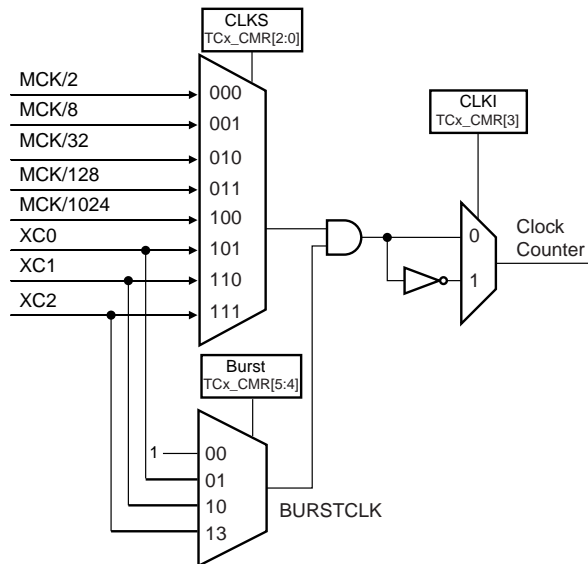 CLKS
TCx_CMR[2:0]
MCK/2
000
MCK/8
001
MCK/32
010
MCK/128
011
MCK/1024
100
XC0
101
XC1
110
XC2
111
CLKI
TCx_CMR[3]
0
1
Clock
Counter
Burst
TCx_CMR[5:4]
1
00
01
10
13
BURSTCLK